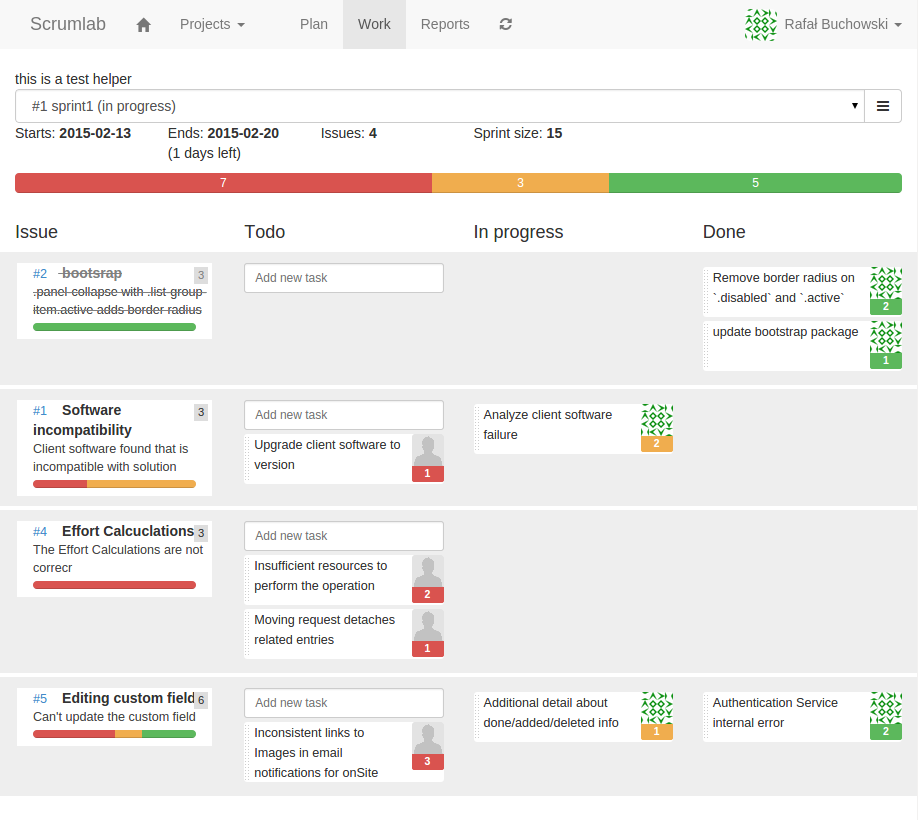 Scrumlab Projects Plan Work Reports Rafał Buchowski
this is a test helper
#1 sprint1 (in progress)
Starts: 2015-02-13 Ends: 2015-02-20 Issues: 4 Sprint size: 15
(1 days left)
7 3 5
Issue Todo In progress Done
#2 bootsrap 3
.panel-collapse with .list-group-
item.active adds border radius
Add new task
Remove border radius on
`.disabled` and `.active`
2
update bootstrap package
1
#1 Software 3
incompatibility
Client software found that is
incompatible with solution
Add new task
Upgrade client software to
version
1
Analyze client software
failure
2
#4 Effort Calcuclations 3
The Effort Calculations are not
correcr
Add new task
Insufficient resources to
perform the operation
2
Moving request detaches
related entries
1
#5 Editing custom field 6
Can't update the custom field
Add new task
Inconsistent links to
Images in email
notifications for onSite
3
Additional detail about
done/added/deleted info
1
Authentication Service
internal error
2